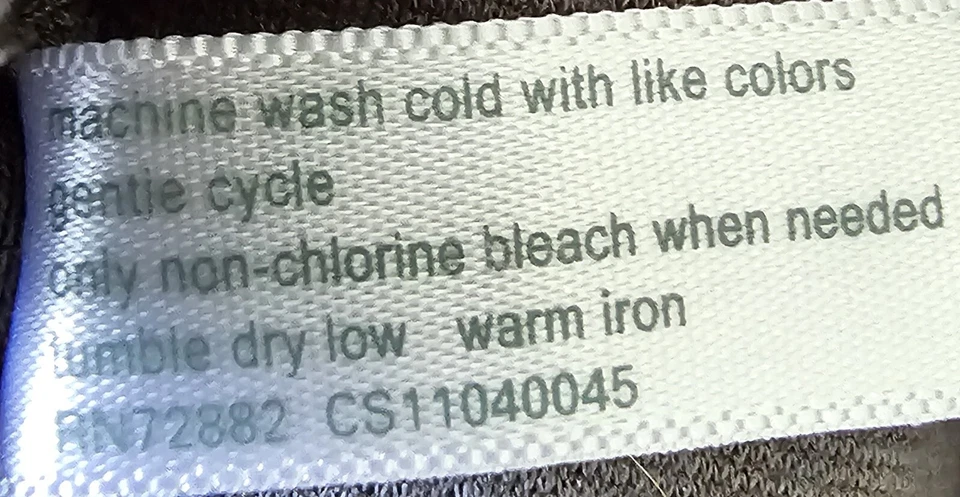 machine wash cold with like colors
gentle cycle
only non-chlorine bleach when needed
tumble dry low warm iron
RN72882 CS11040045